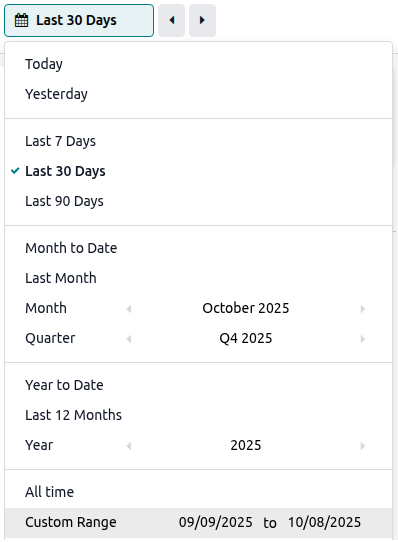 Last 30 Days
Today
Yesterday
Last 7 Days
Last 30 Days
Last 90 Days
Month to Date
Last Month
Month October 2025
Quarter Q4 2025
Year to Date
Last 12 Months
Year 2025
All time
Custom Range 09/09/2025 to 10/08/2025